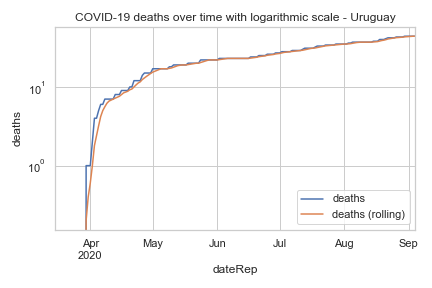 COVID-19 deaths over time with logarithmic scale - Uruguay
deaths
10¹
10⁰
deaths
deaths (rolling)
Apr
2020
May
Jun
Jul
Aug
Sep
dateRep